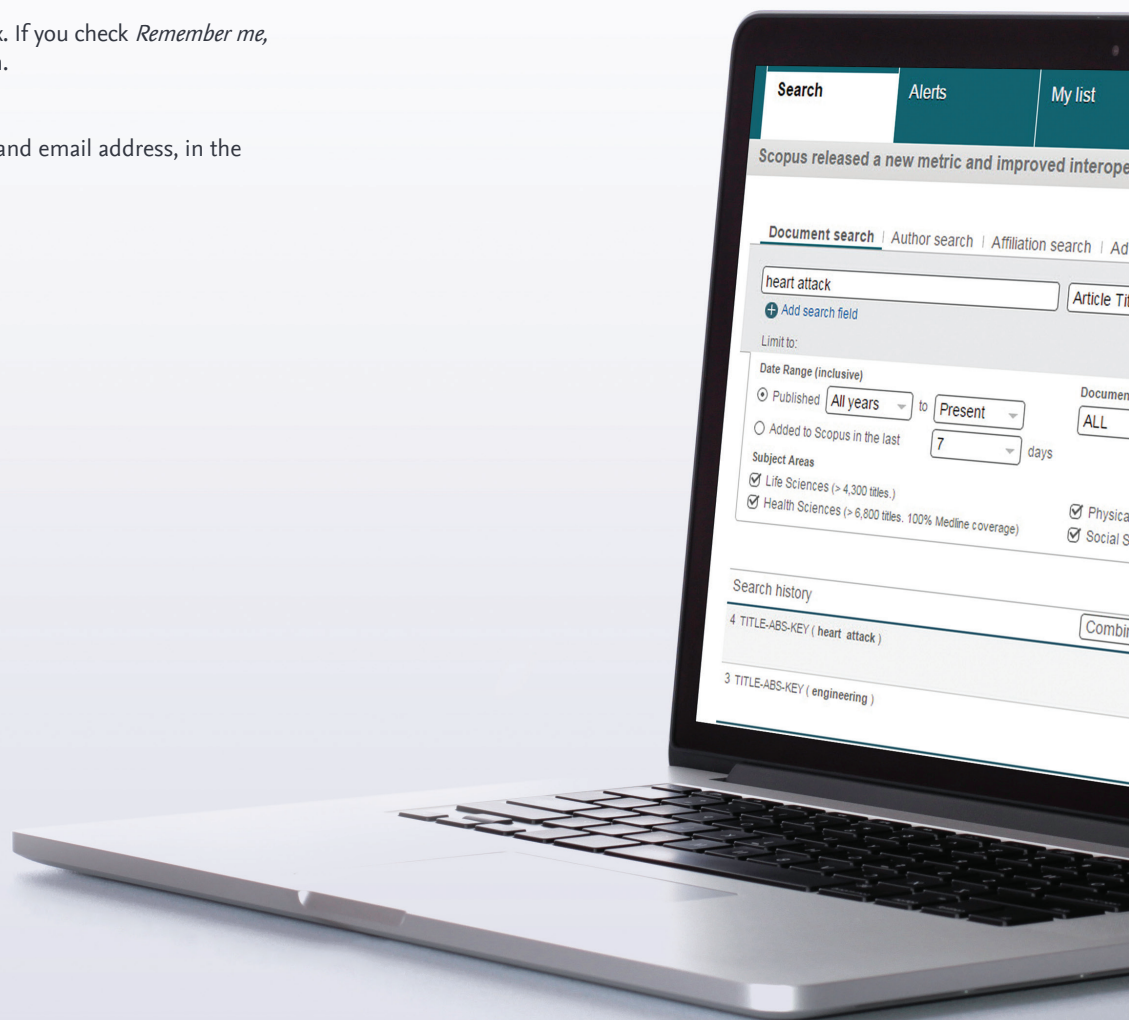 . If you check Remember me,
.
and email address, in the
.
Search Alerts My list
Scopus released a new metric and improved interope
Document search | Author search | Affiliation search | Ad
heart attack Article Tit
Add search field
Limit to:
Date Range (inclusive) Documen
Published All years to Present ALL
Added to Scopus in the last 7 days
Subject Areas
Life Sciences (> 4,300 titles.) Physica
Health Sciences (> 6,800 titles. 100% Medline coverage) Social S
Search history Combin
4 TITLE-ABS-KEY ( heart attack )
3 TITLE-ABS-KEY ( engineering )